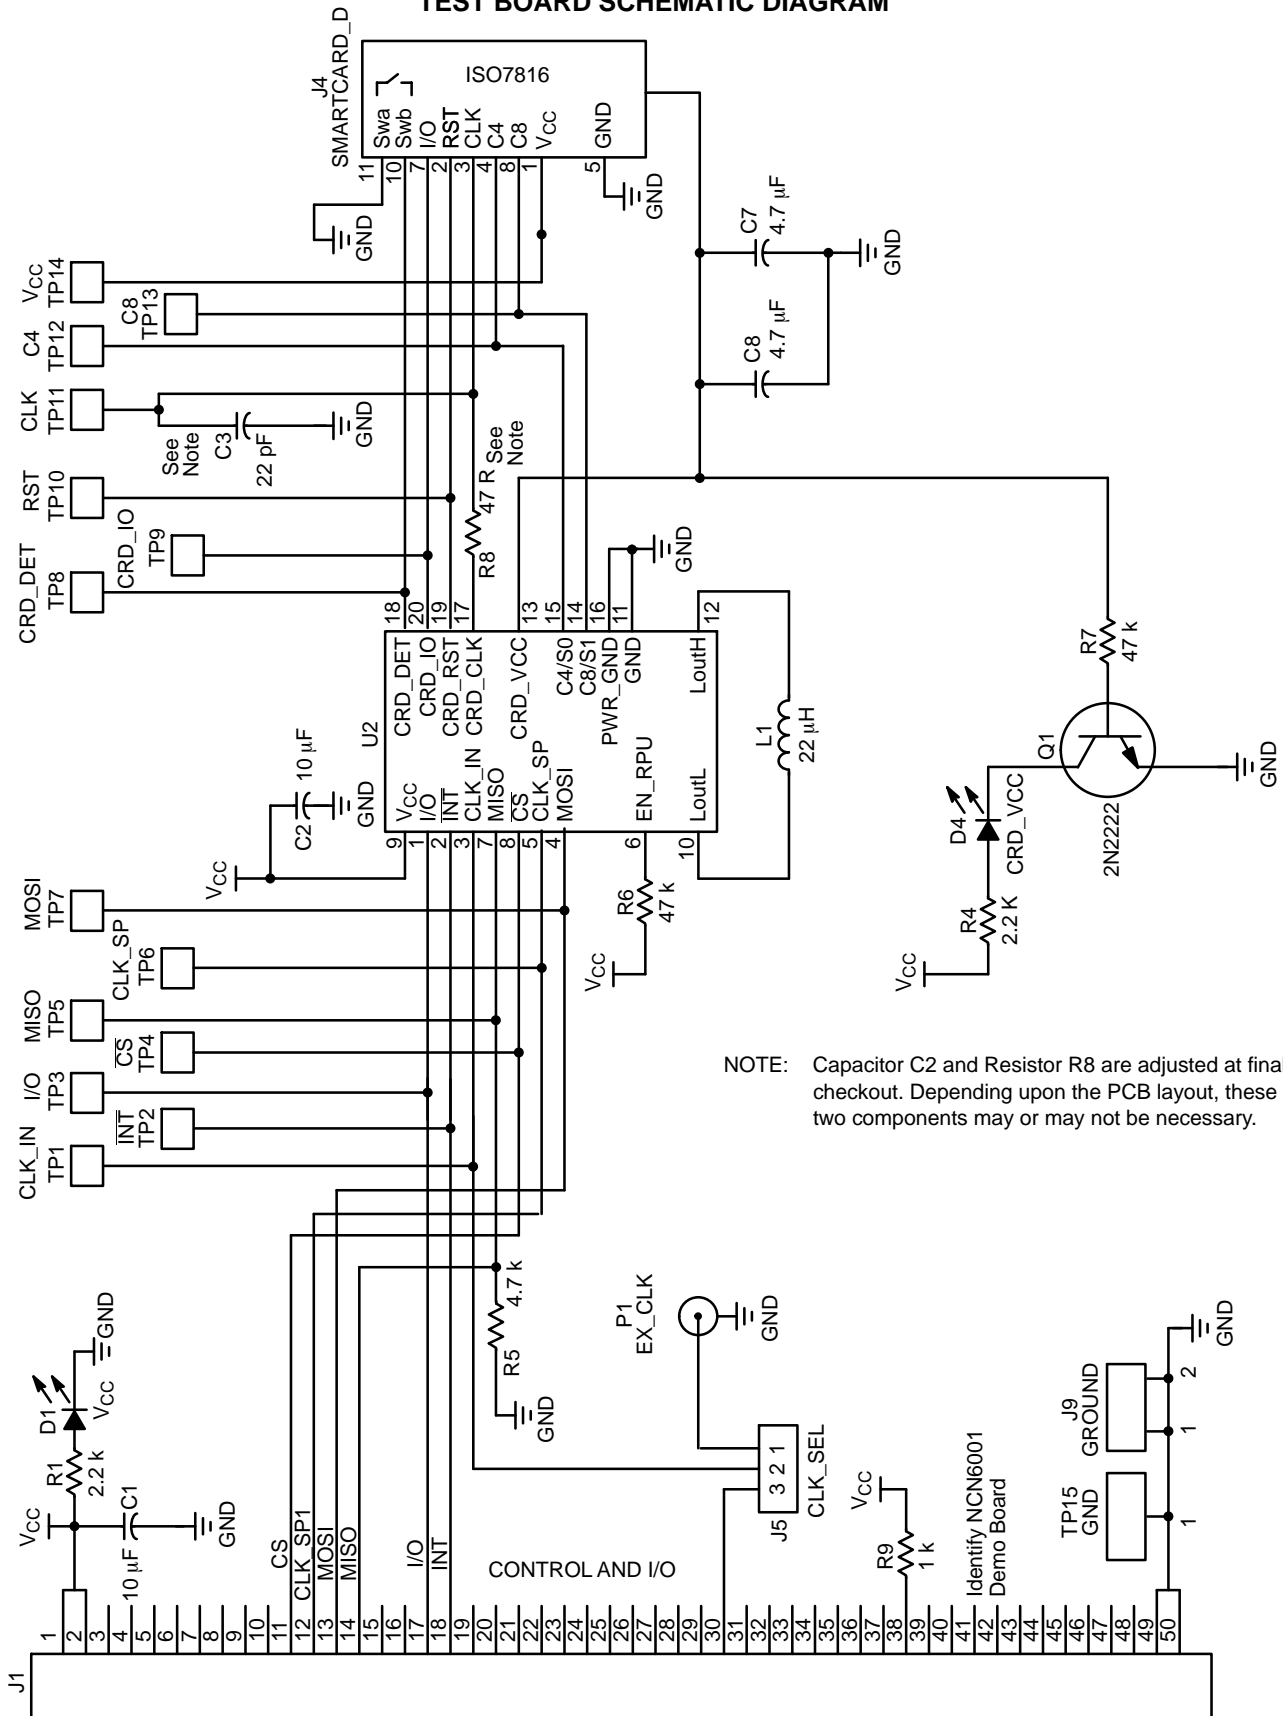 TEST BOARD SCHEMATIC DIAGRAM
J4
SMARTCARD_D
ISO7816
Swa
Swb
I/O
RST
CLK
C4
C8
VCC
GND
11
10
7
2
3
4
8
1
5
GND
GND
C7
4.7 µF
C8
4.7 µF
GND
VCC
TP14
C8
TP13
C4
TP12
CLK
TP11
See
Note
C3
22 pF
GND
RST
TP10
CRD_IO
TP9
CRD_DET
TP8
47 R
See
Note
R8
18
20
19
17
13
15
14
16
11
12
GND
U2
CRD_DET
CRD_IO
CRD_RST
CRD_CLK
CRD_VCC
C4/S0
C8/S1
PWR_GND
GND
LoutH
VCC
I/O
INT
CLK_IN
MISO
CS
CLK_SP
MOSI
EN_RPU
LoutL
9
1
2
3
7
8
5
4
6
10
L1
22 µH
C2
10 µF
GND
VCC
R6
47 k
VCC
R7
47 k
Q1
2N2222
GND
D4
CRD_VCC
R4
2.2 K
VCC
MOSI
TP7
CLK_SP
TP6
MISO
TP5
CS
TP4
I/O
TP3
INT
TP2
CLK_IN
TP1
NOTE: Capacitor C2 and Resistor R8 are adjusted at final
checkout. Depending upon the PCB layout, these
two components may or may not be necessary.
4.7 k
R5
GND
P1
EX_CLK
GND
3 2 1
J5
CLK_SEL
D1
VCC
GND
R1
2.2 k
VCC
C1
10 µF
GND
CS
CLK_SP1
MOSI
MISO
I/O
INT
CONTROL AND I/O
VCC
R9
1 k
Identify NCN6001
Demo Board
TP15
GND
1
J9
GROUND
1
2
GND
J1
1
2
3
4
5
6
7
8
9
10
11
12
13
14
15
16
17
18
19
20
21
22
23
24
25
26
27
28
29
30
31
32
33
34
35
36
37
38
39
40
41
42
43
44
45
46
47
48
49
50